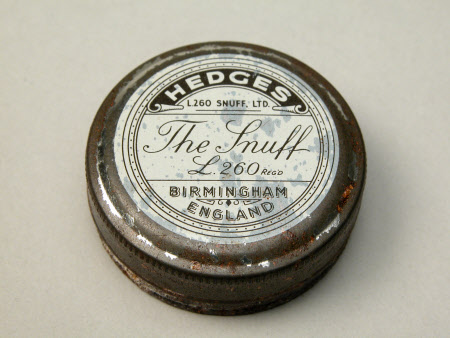 HEDGES
L260 SNUFF, LTD.
The Snuff
L.260 REGD
BIRMINGHAM
ENGLAND